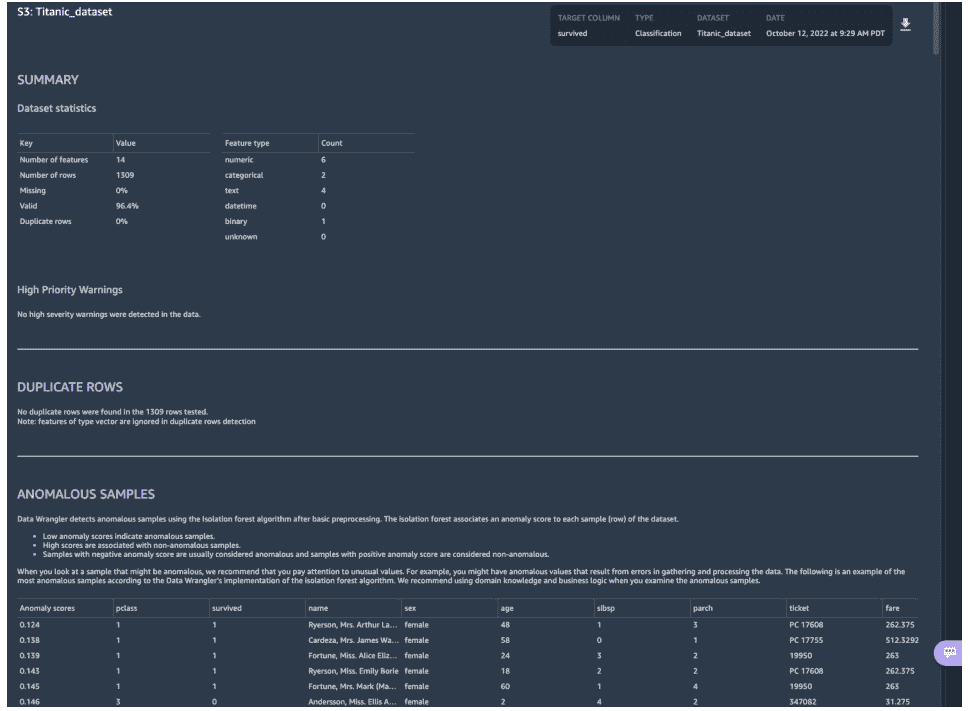 S3: Titanic_dataset
TARGET COLUMN TYPE DATASET DATE
survived Classification Titanic_dataset October 12, 2022 at 9:29 AM PDT
SUMMARY
Dataset statistics
Key Value Feature type Count
Number of features 14 numeric 6
Number of rows 1309 categorical 2
Missing 0% text 4
Valid 96.4% datetime 0
Duplicate rows 0% binary 1
unknown 0
High Priority Warnings
No high severity warnings were detected in the data.
DUPLICATE ROWS
No duplicate rows were found in the 1309 rows tested.
Note: features of type vector are ignored in duplicate rows detection
ANOMALOUS SAMPLES
Data Wrangler detects anomalous samples using the Isolation forest algorithm after basic preprocessing. The isolation forest associates an anomaly score to each sample (row) of the dataset.
• Low anomaly scores indicate anomalous samples.
• High scores are associated with non-anomalous samples.
• Samples with negative anomaly score are usually considered anomalous and samples with positive anomaly score are considered non-anomalous.
When you look at a sample that might be anomalous, we recommend that you pay attention to unusual values. For example, you might have anomalous values that result from errors in gathering and processing the data. The following is an example of the
most anomalous samples according to the Data Wrangler's implementation of the isolation forest algorithm. We recommend using domain knowledge and business logic when you examine the anomalous samples.
Anomaly scores pclass survived name sex age sibsp parch ticket fare
0.124 1 1 Ryerson, Mrs. Arthur La... female 48 1 3 PC 17608 262.375
0.138 1 1 Cardeza, Mrs. James Wa... female 58 0 1 PC 17755 512.3292
0.139 1 1 Fortune, Miss. Alice Eliz... female 24 3 2 19950 263
0.143 1 1 Ryerson, Miss. Emily Borie female 18 2 2 PC 17608 262.375
0.145 1 1 Fortune, Mrs. Mark (Ma... female 60 1 4 19950 263
0.146 3 0 Andersson, Miss. Ellis A... female 2 4 2 347082 31.275